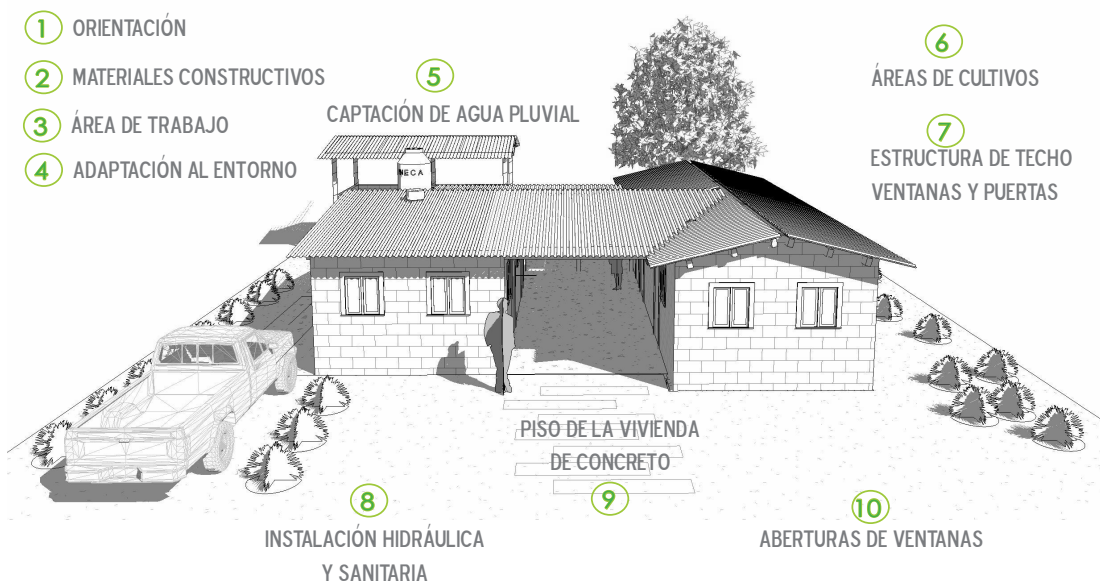 1 ORIENTACIÓN
2 MATERIALES CONSTRUCTIVOS
3 ÁREA DE TRABAJO
4 ADAPTACIÓN AL ENTORNO
5
CAPTACIÓN DE AGUA PLUVIAL
6
ÁREAS DE CULTIVOS
7
ESTRUCTURA DE TECHO
VENTANAS Y PUERTAS
NECA
PISO DE LA VIVIENDA
DE CONCRETO
9
8
INSTALACIÓN HIDRÁULICA
Y SANITARIA
10
ABERTURAS DE VENTANAS